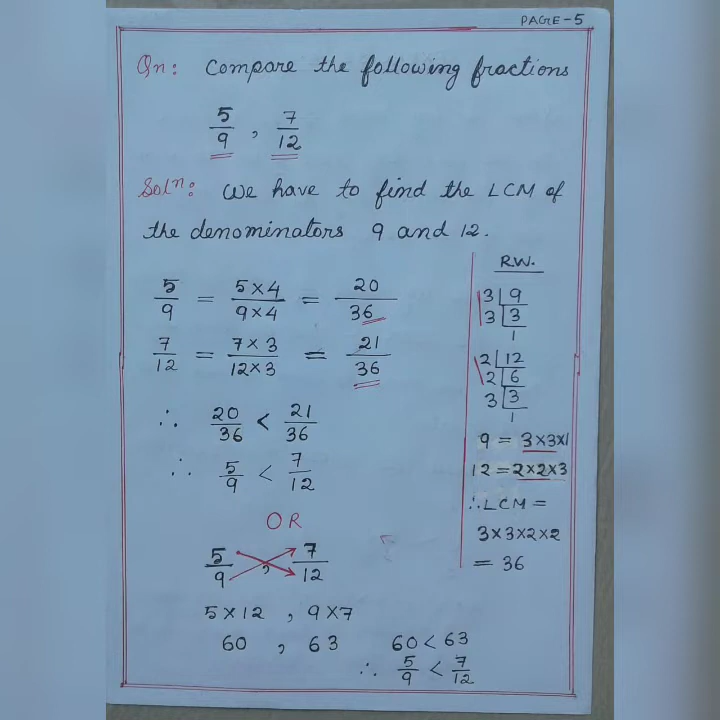 PAGE-5
Qn: Compare the following fractions
5/9 , 7/12
Solⁿ: We have to find the LCM of
the denominators 9 and 12.
5/9 = 5×4/9×4 = 20/36
7/12 = 7×3/12×3 = 21/36
∴ 20/36 < 21/36
∴ 5/9 < 7/12
OR
5/9 , 7/12
5×12 , 9×7
60 , 63
60 < 63
∴ 5/9 < 7/12
R.W.
3 9
3 3
1
2 12
2 6
3 3
1
9 = 3×3×1
12 = 2×2×3
∴ LCM =
3×3×2×2
= 36